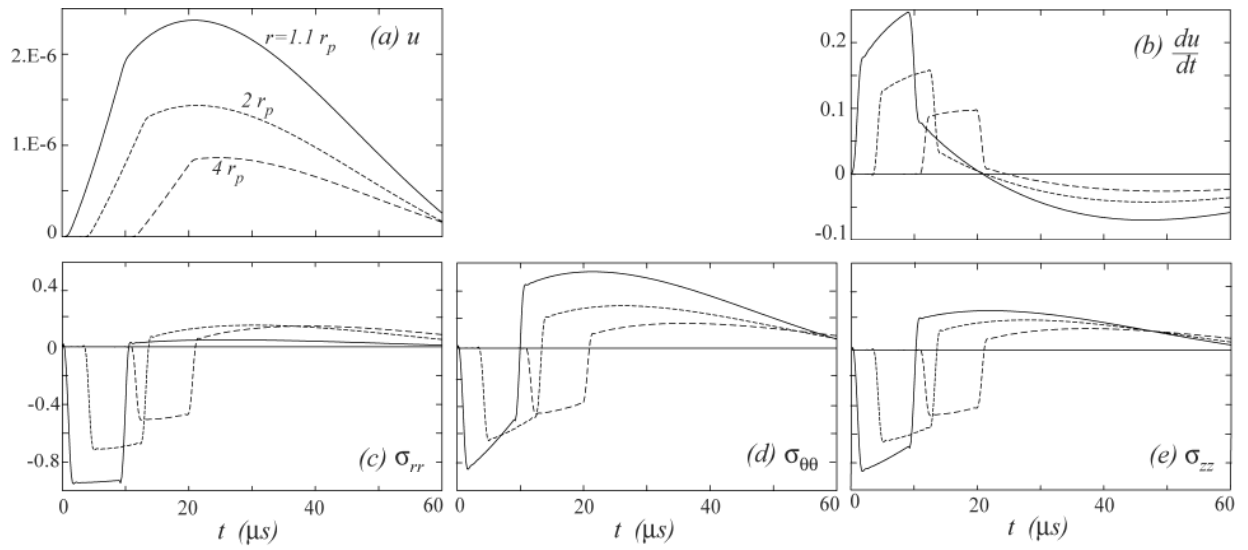 r=1.1 r_p
(a) u
2.E-6
2 r_p
1.E-6
4 r_p
0
0.2
(b) du/dt
0.1
0
-0.1
0.4
0
-0.4
-0.8
(c) σ_rr
(d) σ_θθ
(e) σ_zz
0 20 40 60
0 20 40 60
0 20 40 60
t (μs)
t (μs)
t (μs)